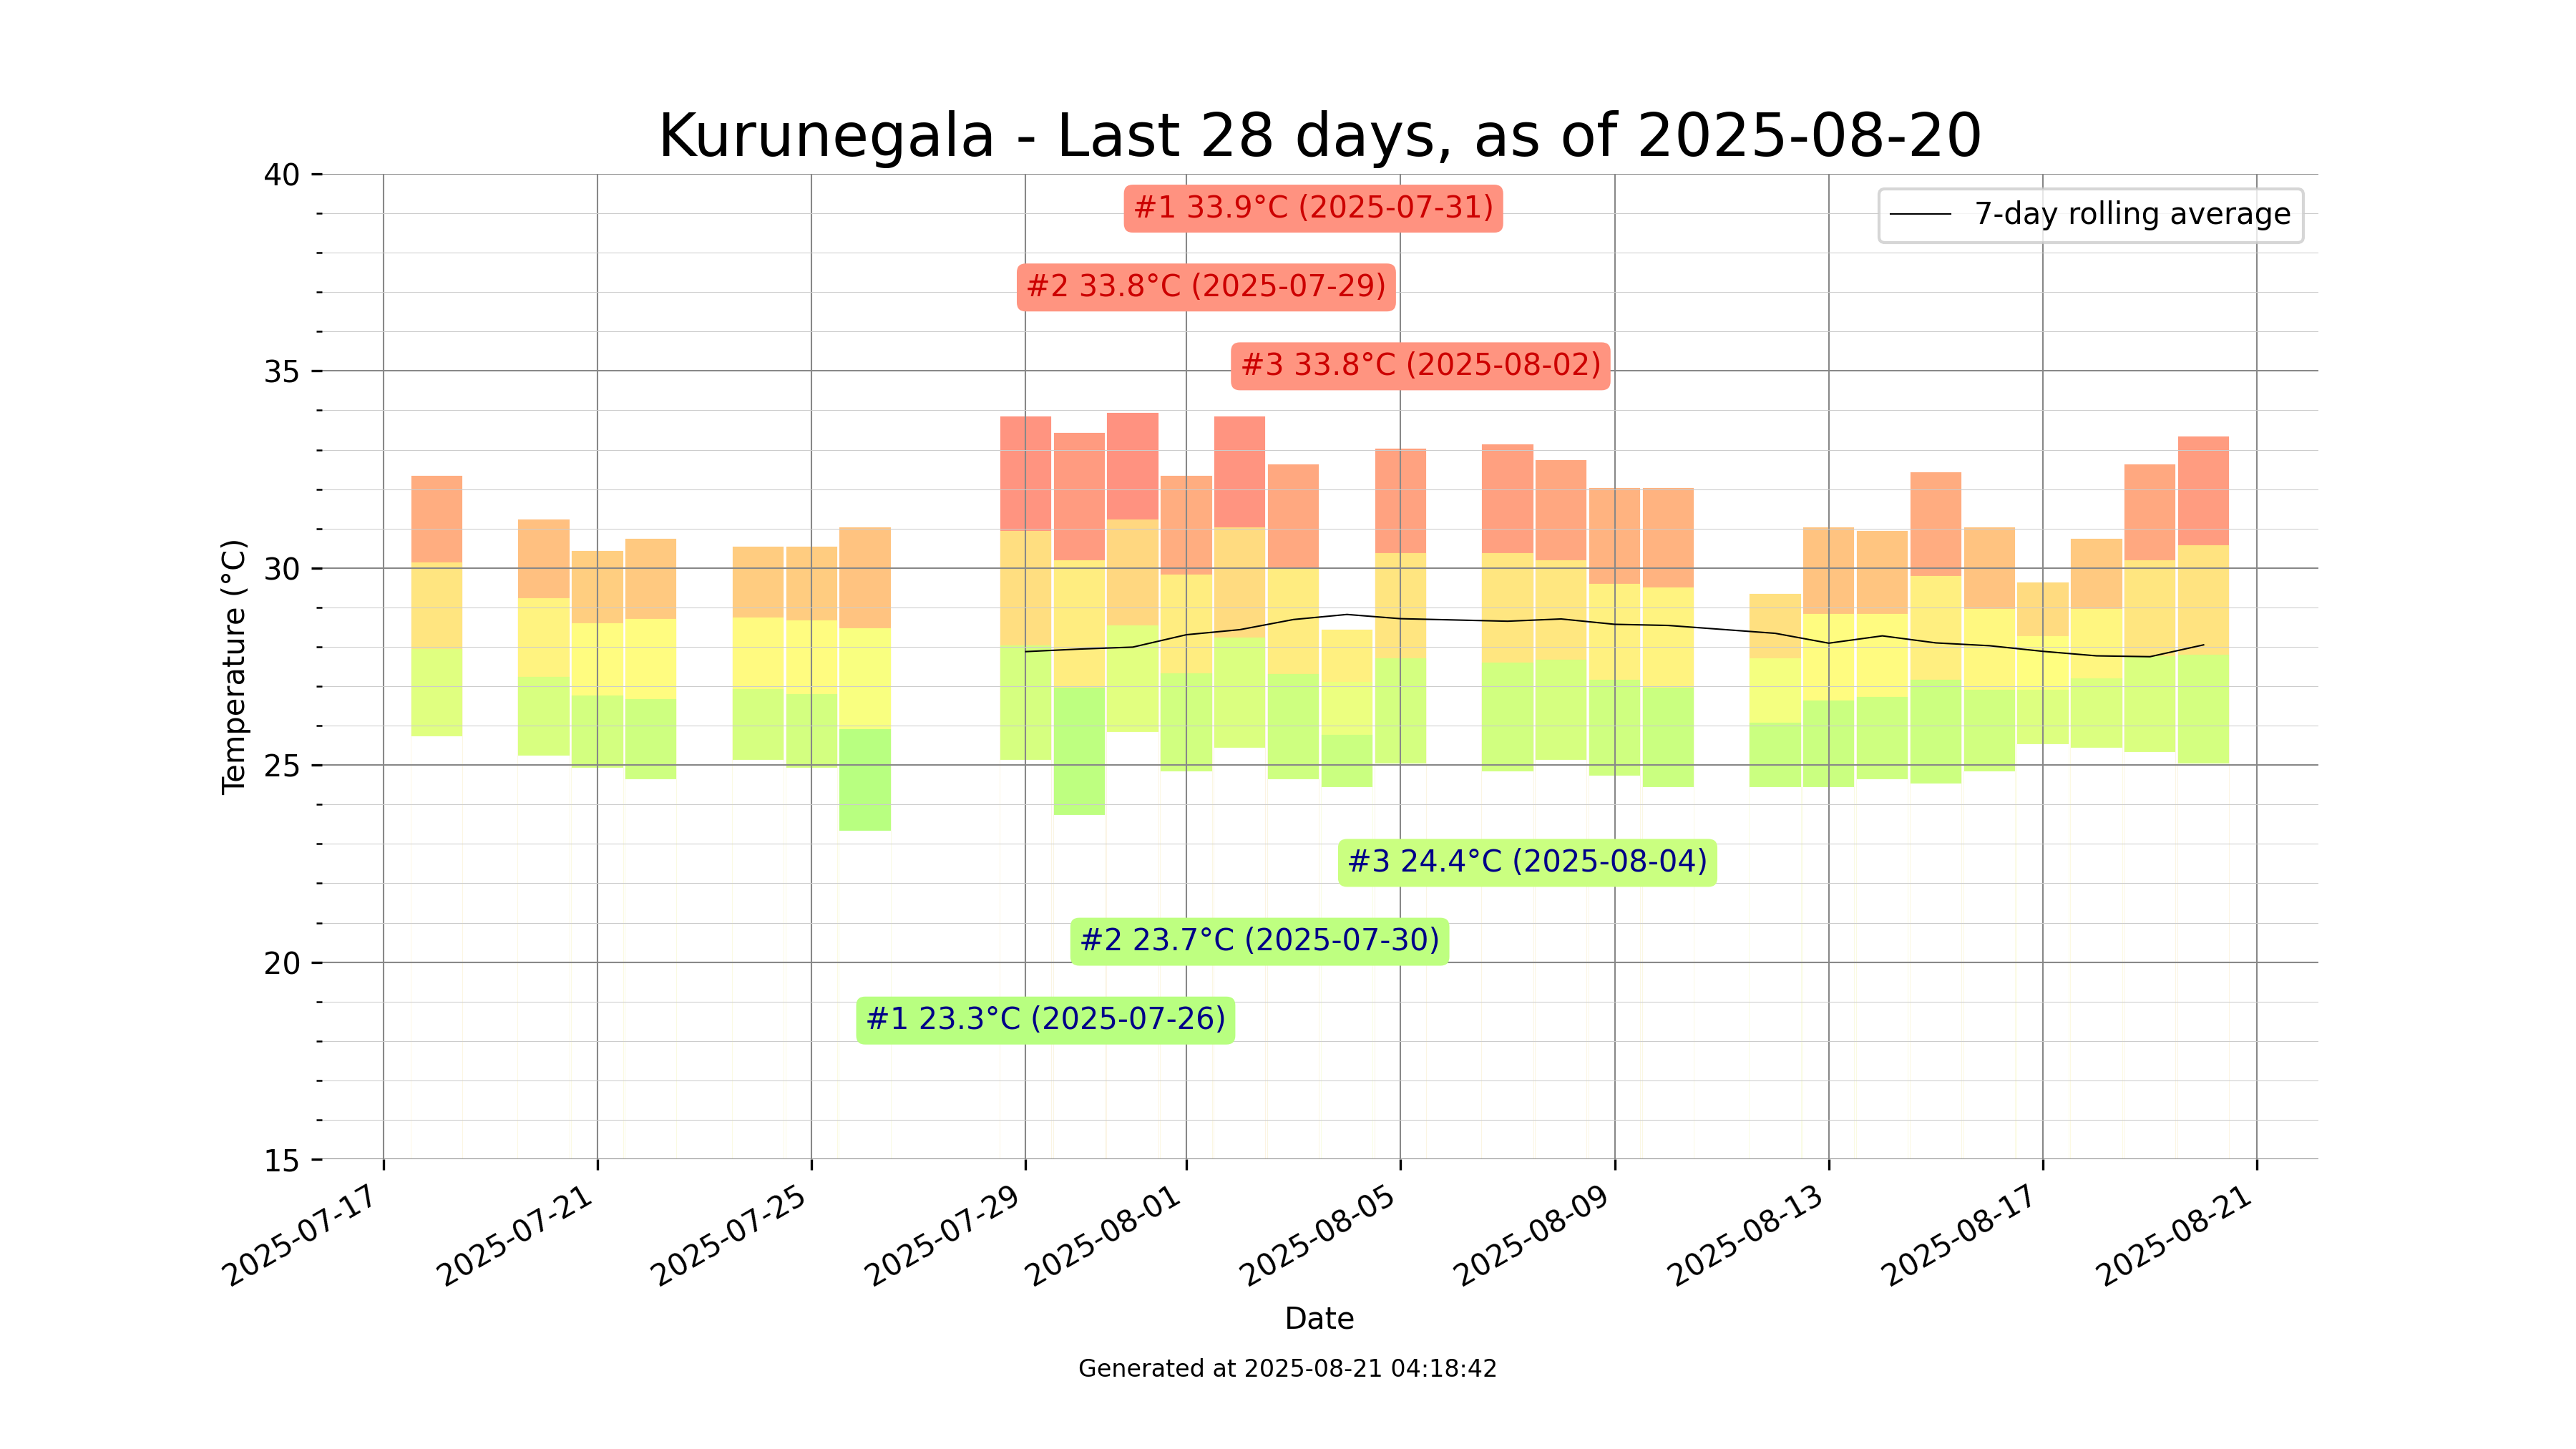 Kurunegala - Last 28 days, as of 2025-08-20
40
35
30
25
20
15
Temperature (°C)
#1 33.9°C (2025-07-31)
7-day rolling average
#2 33.8°C (2025-07-29)
#3 33.8°C (2025-08-02)
#3 24.4°C (2025-08-04)
#2 23.7°C (2025-07-30)
#1 23.3°C (2025-07-26)
2025-07-17
2025-07-21
2025-07-25
2025-07-29
2025-08-01
2025-08-05
2025-08-09
2025-08-13
2025-08-17
2025-08-21
Date
Generated at 2025-08-21 04:18:42